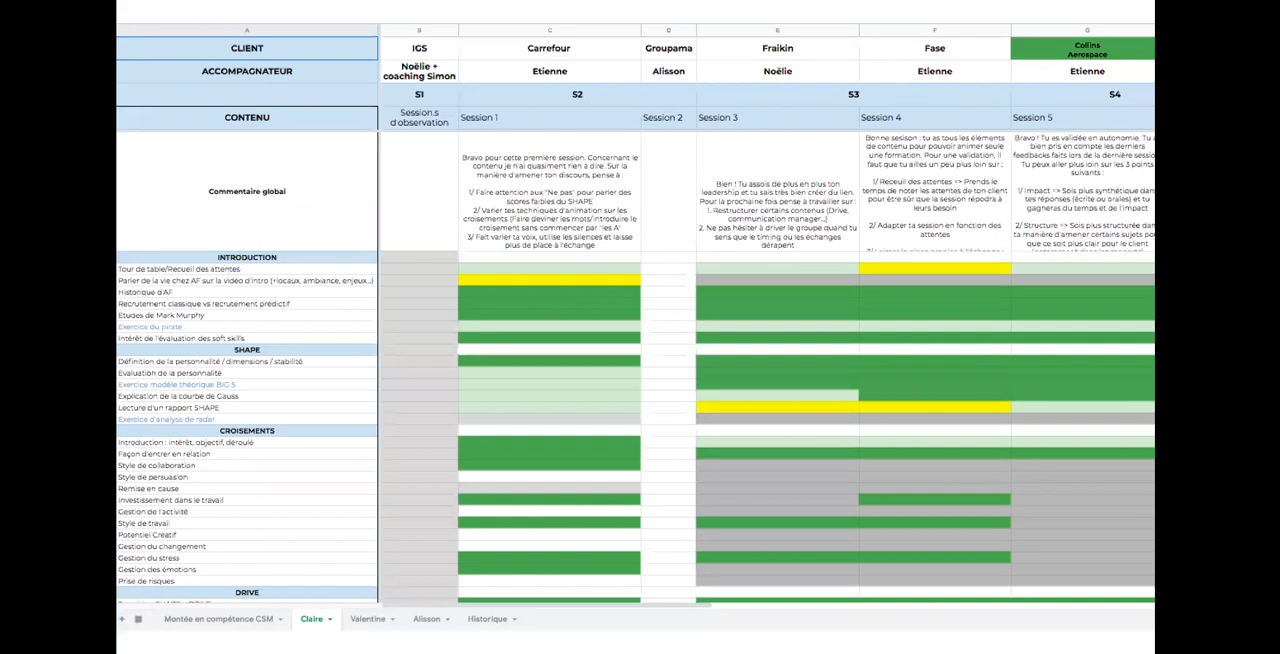 A B C D E F G
CLIENT IGS Carrefour Groupama Fraikin Fase Collins Aerospace
ACCOMPAGNATEUR Noëlie + coaching Simon Etienne Alisson Noëlie Etienne Etienne
S1 S2 S3 S4
CONTENU Session.s d'observation Session 1 Session 2 Session 3 Session 4 Session 5
Commentaire global
Bravo pour cette première session. Concernant le
contenu je n'ai quasiment rien à dire. Sur la
manière d'amener ton discours, pense à :
1/ Faire attention aux "Ne pas" pour parler des
scores faibles du SHAPE
2/ Varier tes techniques d'animation sur les
croisements (Faire deviner les mots/introduire le
croisement sans commencer par "les A"
3/ Fait varier ta voix, utilise les silences et laisse
plus de place à l'échange
Bien ! Tu assois de plus en plus ton
leadership et tu sais très bien créer du lien.
Pour la prochaine fois pense à travailler sur :
1. Restructurer certains contenus (Drive,
communication manager...)
2. Ne pas hésiter à driver le groupe quand tu
sens que le timing ou les échanges
dérapent
Bonne sesison : tu as tous les éléments
de contenu pour pouvoir animer seule
une formation. Pour une validation, il
faut que tu ailles un peu plus loin sur :
1/ Receuil des attentes => Prends le
temps de noter les attentes de ton client
pour être sûr que la session répodra à
leurs besoin
2/ Adapter ta session en fonction des
attentes
Bravo ! Tu es validée en autonomie. Tu a
bien pris en compte les derniers
feedbacks faits lors de la dernière sessio
Tu peux aller plus loin sur les 3 points
suivants :
1/ Impact => Sois plus synthétique dan
tes réponses (écrite ou orales) et tu
gagneras du temps et de l'impact
2/ Structure => Sois plus structurée dan
ta manière d'amener certains sujets po
que ce soit plus clair pour le client
INTRODUCTION
Tour de table/Recueil des attentes
Parler de la vie chez AF sur la vidéo d'intro (+locaux, ambiance, enjeux...)
Historique d'AF
Recrutement classique vs recrutement prédictif
Etudes de Mark Murphy
Exercice du pirate
Intérêt de l'évaluation des soft skills
SHAPE
Définition de la personnalité / dimensions / stabilité
Evaluation de la personnalité
Exercice modèle théorique BIG 5
Explication de la courbe de Gauss
Lecture d'un rapport SHAPE
Exercice d'analyse de radar
CROISEMENTS
Introduction : intérêt, objectif, déroulé
Façon d'entrer en relation
Style de collaboration
Style de persuasion
Remise en cause
Investissement dans le travail
Gestion de l'activité
Style de travail
Potentiel Créatif
Gestion du changement
Gestion du stress
Gestion des émotions
Prise de risques
DRIVE
+ Montée en compétence CSM Claire Valentine Alisson Historique